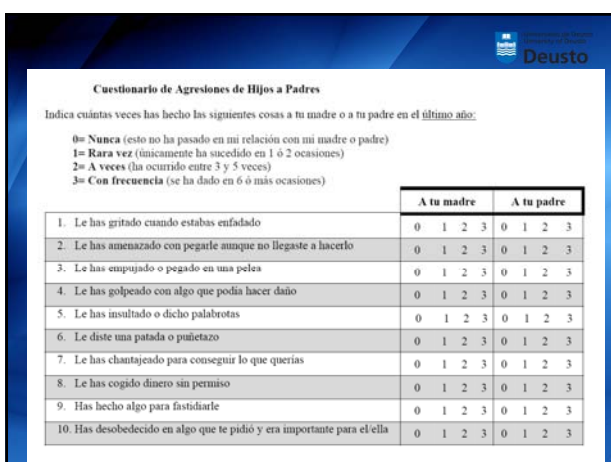 Deusto
Cuestionario de Agresiones de Hijos a Padres
Indica cuántas veces has hecho las siguientes cosas a tu madre o a tu padre en el último año:
0= Nunca (esto no ha pasado en mi relación con mi madre o padre)
1= Rara vez (únicamente ha sucedido en 1 ó 2 ocasiones)
2= A veces (ha ocurrido entre 3 y 5 veces)
3= Con frecuencia (se ha dado en 6 ó más ocasiones)
A tu madre A tu padre
1. Le has gritado cuando estabas enfadado 0 1 2 3 0 1 2 3
2. Le has amenazado con pegarle aunque no llegaste a hacerlo 0 1 2 3 0 1 2 3
3. Le has empujado o pegado en una pelea 0 1 2 3 0 1 2 3
4. Le has golpeado con algo que podía hacer daño 0 1 2 3 0 1 2 3
5. Le has insultado o dicho palabrotas 0 1 2 3 0 1 2 3
6. Le diste una patada o puñetazo 0 1 2 3 0 1 2 3
7. Le has chantajeado para conseguir lo que querías 0 1 2 3 0 1 2 3
8. Le has cogido dinero sin permiso 0 1 2 3 0 1 2 3
9. Has hecho algo para fastidiarle 0 1 2 3 0 1 2 3
10. Has desobedecido en algo que te pidió y era importante para el/ella 0 1 2 3 0 1 2 3